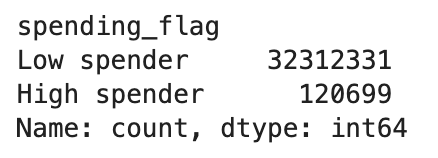 spending_flag
Low spender     32312331
High spender      120699
Name: count, dtype: int64